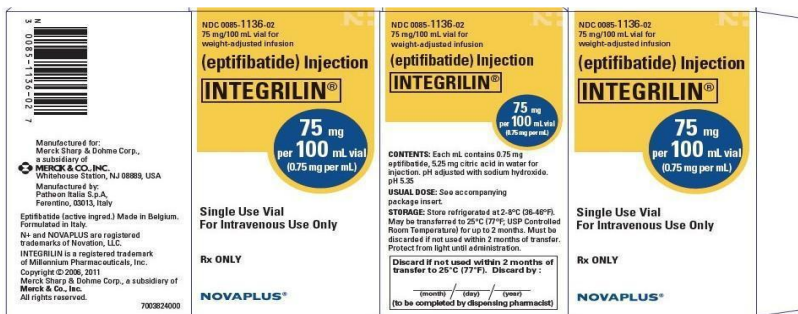 N
3 0085-1136-02 7
Manufactured for:
Merck Sharp & Dohme Corp.,
a subsidiary of
MERCK & CO., INC.
Whitehouse Station, NJ 08889, USA
Manufactured by:
Patheon Italia S.p.A,
Ferentino, 03013, Italy
Eptifibatide (active ingred.) Made in Belgium.
Formulated in Italy.
N+ and NOVAPLUS are registered
trademarks of Novation, LLC.
INTEGRILIN is a registered trademark
of Millennium Pharmaceuticals, Inc.
Copyright © 2006, 2011
Merck Sharp & Dohme Corp., a subsidiary of
Merck & Co., Inc.
All rights reserved.
7003824000
NDC 0085-1136-02
75 mg/100 mL vial for
weight-adjusted infusion
(eptifibatide) Injection
INTEGRILIN®
75 mg
per 100 mL vial
(0.75 mg per mL)
Single Use Vial
For Intravenous Use Only
Rx ONLY
NOVAPLUS®
NDC 0085-1136-02
75 mg/100 mL vial for
weight-adjusted infusion
(eptifibatide) Injection
INTEGRILIN®
75 mg
per 100 mL vial
(0.75 mg per mL)
CONTENTS: Each mL contains 0.75 mg
eptifibatide, 5.25 mg citric acid in water for
injection. pH adjusted with sodium hydroxide.
pH 5.35
USUAL DOSE: See accompanying
package insert.
STORAGE: Store refrigerated at 2-8°C (36-46°F).
May be transferred to 25°C (77°F; USP Controlled
Room Temperature) for up to 2 months. Must be
discarded if not used within 2 months of transfer.
Protect from light until administration.
Discard if not used within 2 months of
transfer to 25°C (77°F). Discard by :
(month) / (day) / (year)
(to be completed by dispensing pharmacist)
NDC 0085-1136-02
75 mg/100 mL vial for
weight-adjusted infusion
(eptifibatide) Injection
INTEGRILIN®
75 mg
per 100 mL vial
(0.75 mg per mL)
Single Use Vial
For Intravenous Use Only
Rx ONLY
NOVAPLUS®